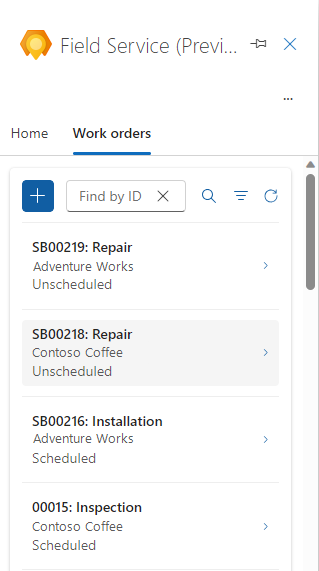 Field Service (Previ...
...
Home
Work orders
Find by ID
SB00219: Repair
Adventure Works
Unscheduled
SB00218: Repair
Contoso Coffee
Unscheduled
SB00216: Installation
Adventure Works
Scheduled
00015: Inspection
Contoso Coffee
Scheduled